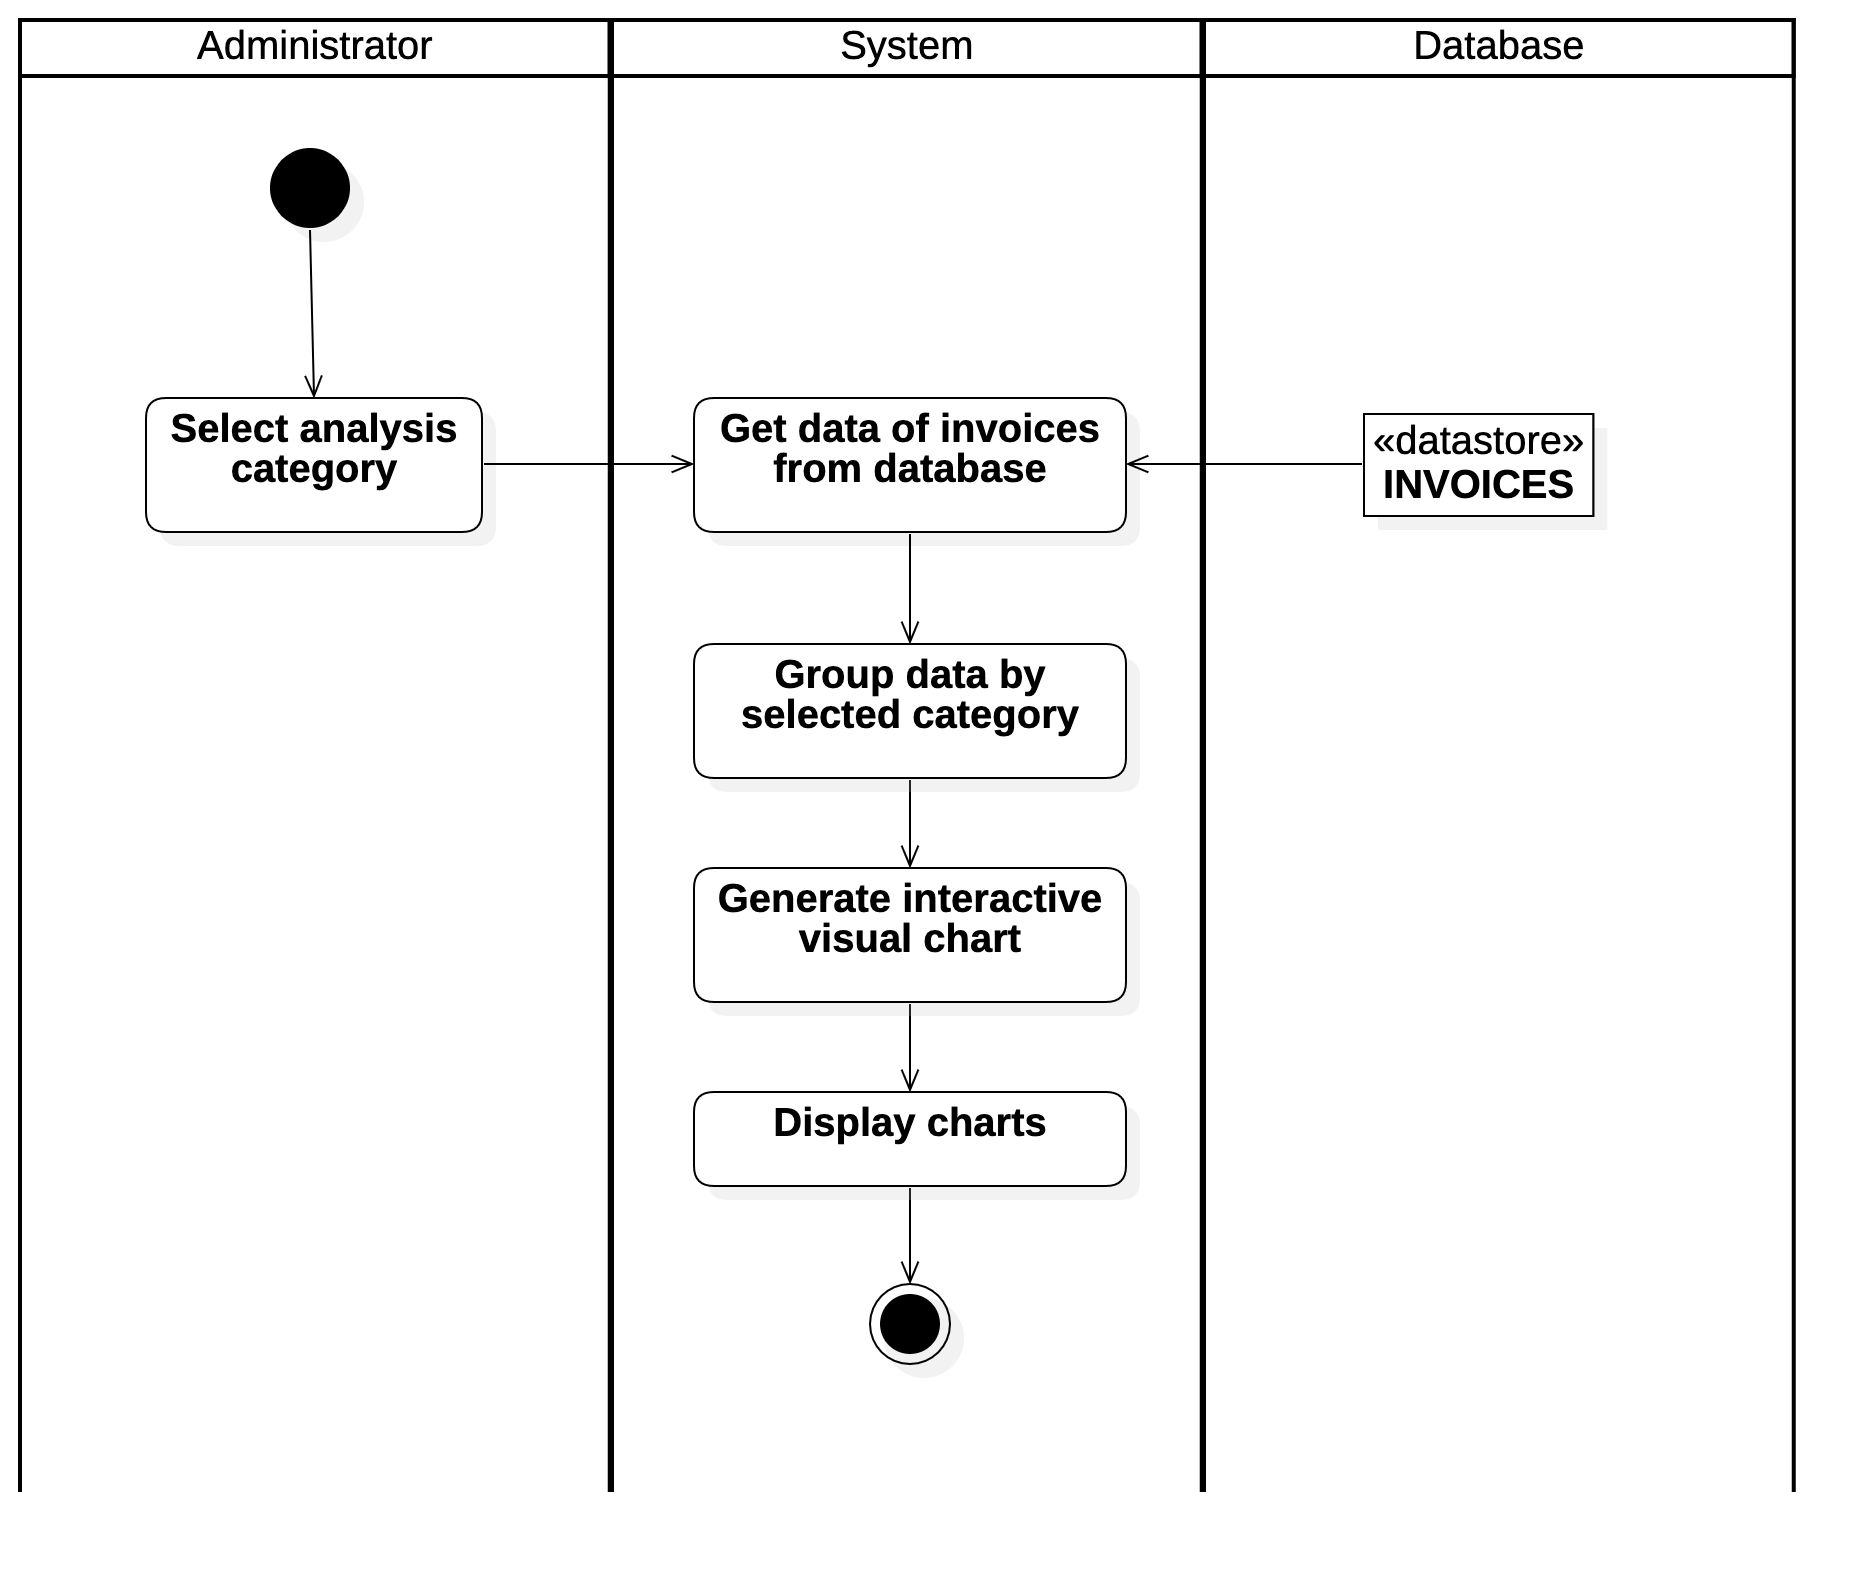 Administrator
System
Database
Select analysis
category
Get data of invoices
from database
«datastore»
INVOICES
Group data by
selected category
Generate interactive
visual chart
Display charts